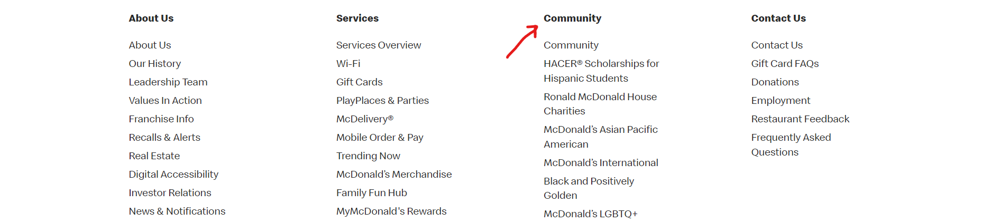 About Us
About Us
Our History
Leadership Team
Values In Action
Franchise Info
Recalls & Alerts
Real Estate
Digital Accessibility
Investor Relations
News & Notifications
Services
Services Overview
Wi-Fi
Gift Cards
PlayPlaces & Parties
McDelivery®
Mobile Order & Pay
Trending Now
McDonald’s Merchandise
Family Fun Hub
MyMcDonald's Rewards
Community
Community
HACER® Scholarships for
Hispanic Students
Ronald McDonald House
Charities
McDonald’s Asian Pacific
American
McDonald’s International
Black and Positively
Golden
McDonald’s LGBTQ+
Contact Us
Contact Us
Gift Card FAQs
Donations
Employment
Restaurant Feedback
Frequently Asked
Questions